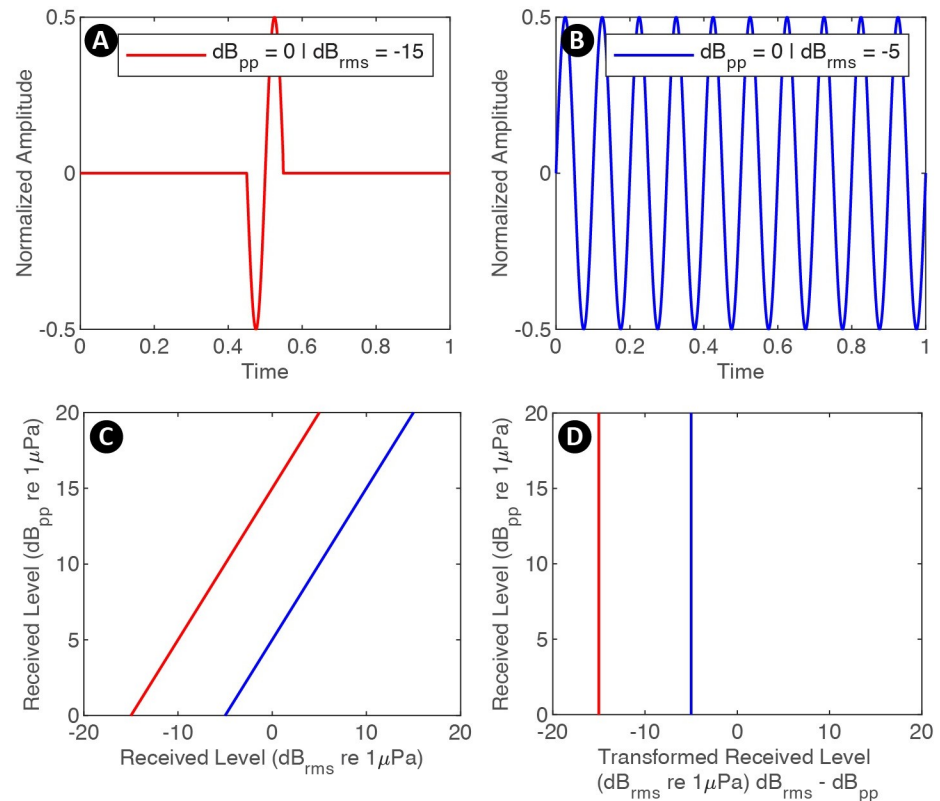 A
dB_pp = 0 | dB_rms = -15
0.5
0
-0.5
Normalized Amplitude
0 0.2 0.4 0.6 0.8 1
Time
B
dB_pp = 0 | dB_rms = -5
0.5
0
-0.5
Normalized Amplitude
0 0.2 0.4 0.6 0.8 1
Time
C
20
15
10
5
0
Received Level (dB_pp re 1μPa)
-20 -10 0 10 20
Received Level (dB_rms re 1μPa)
D
20
15
10
5
0
Received Level (dB_pp re 1μPa)
-20 -10 0 10 20
Transformed Received Level
(dB_rms re 1μPa) dB_rms - dB_pp